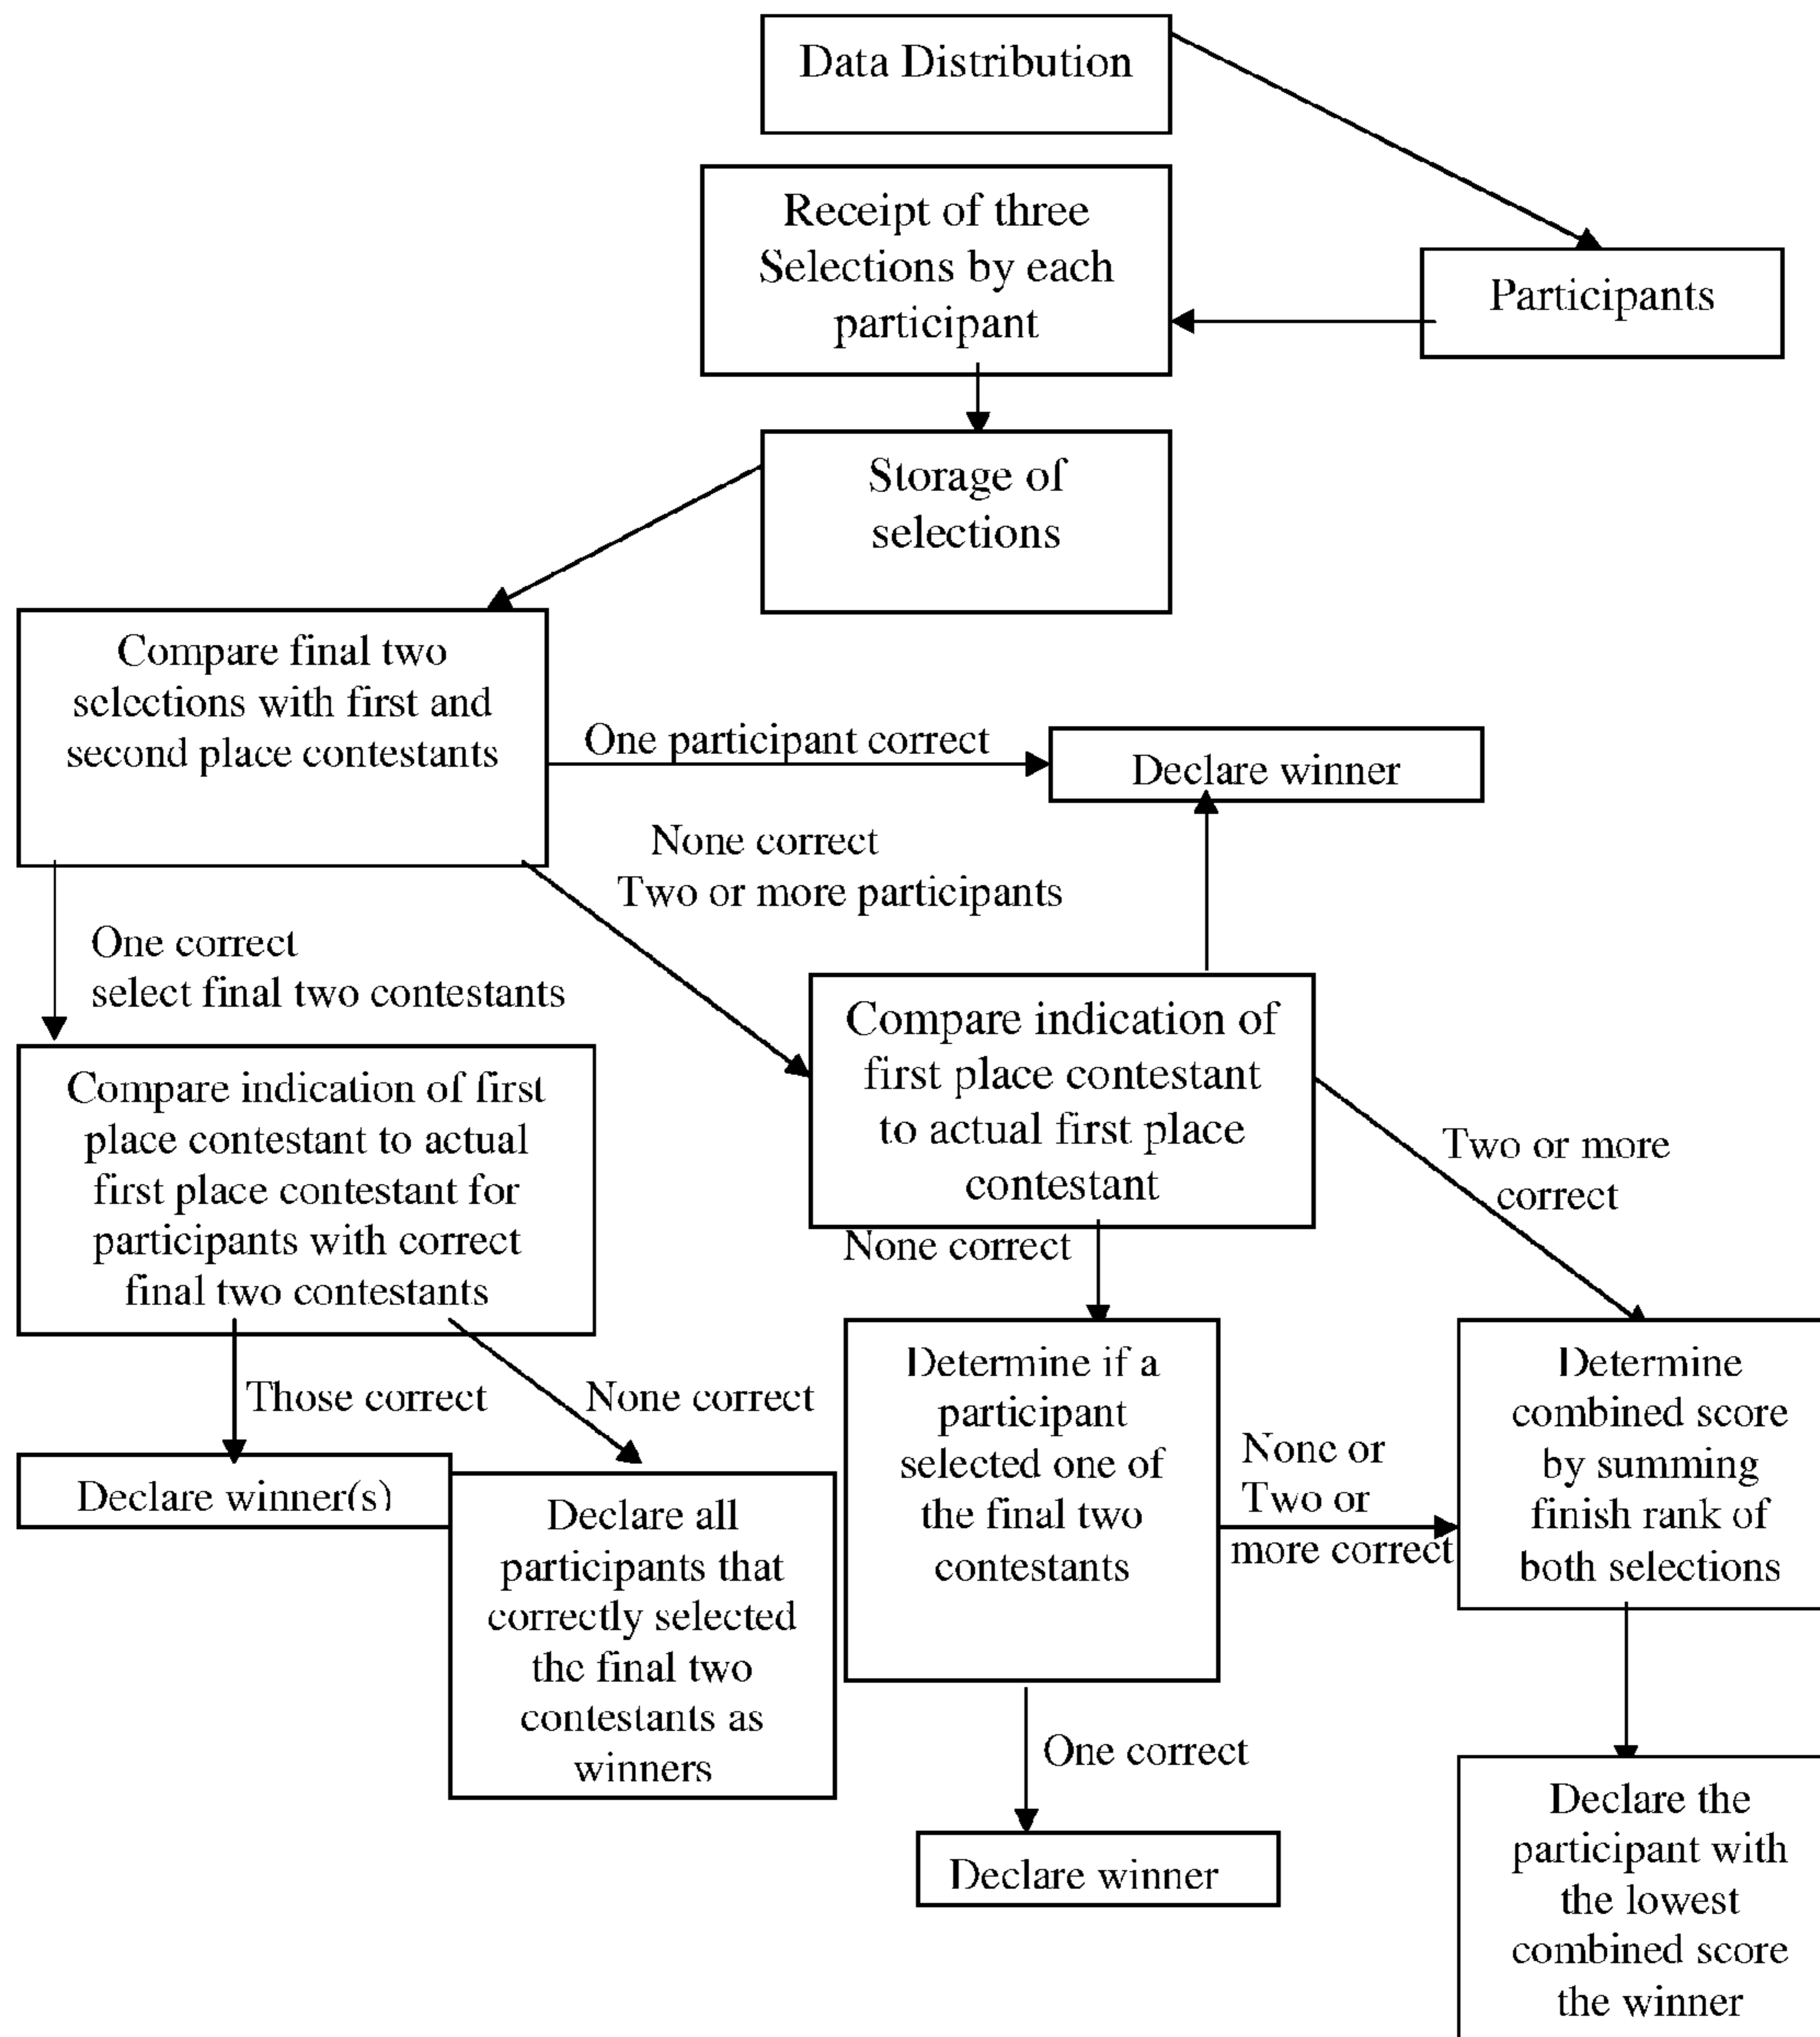 Data Distribution
Receipt of three
Selections by each
participant
Participants
Storage of
selections
Compare final two
selections with first and
second place contestants
One participant correct
Declare winner
None correct
Two or more participants
One correct
select final two contestants
Compare indication of
first place contestant
to actual first place
contestant
Compare indication of first
place contestant to actual
first place contestant for
participants with correct
final two contestants
Two or more
correct
None correct
Those correct
None correct
Declare winner(s)
Declare all
participants that
correctly selected
the final two
contestants as
winners
Determine if a
participant
selected one of
the final two
contestants
None or
Two or
more correct
Determine
combined score
by summing
finish rank of
both selections
One correct
Declare winner
Declare the
participant with
the lowest
combined score
the winner